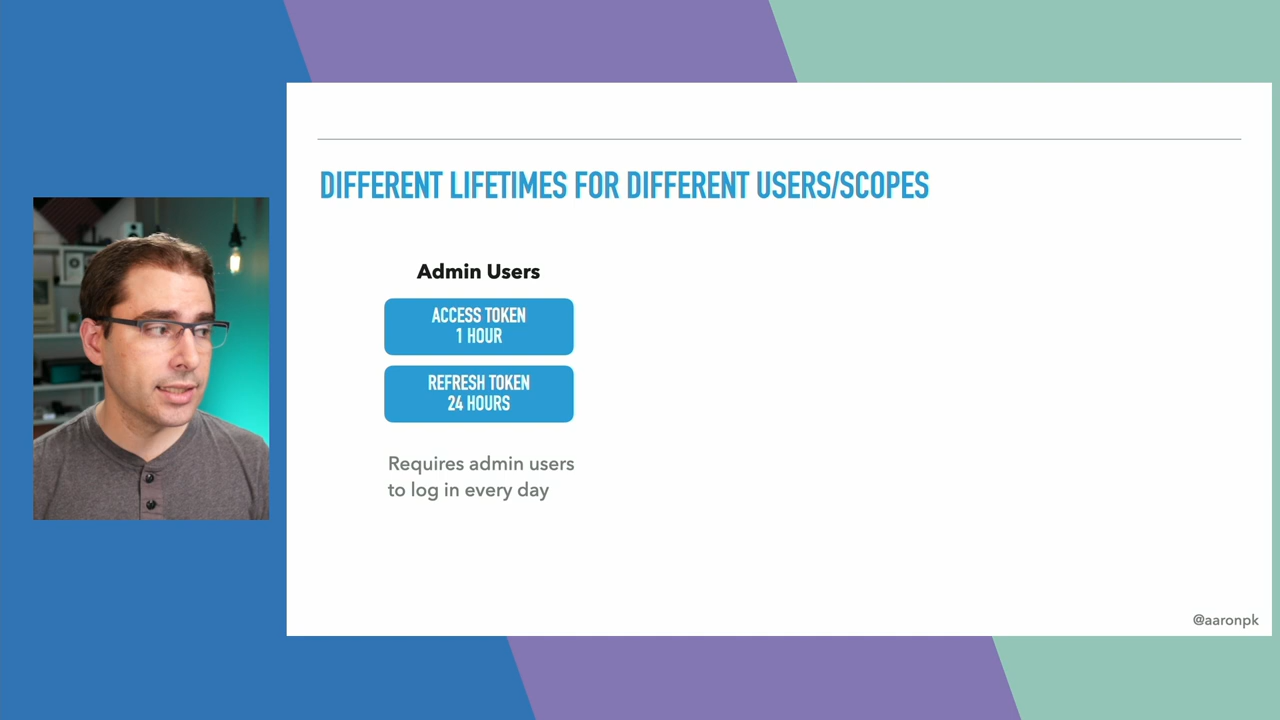 DIFFERENT LIFETIMES FOR DIFFERENT USERS/SCOPES
Admin Users
ACCESS TOKEN
1 HOUR
REFRESH TOKEN
24 HOURS
Requires admin users
to log in every day
@aaronpk